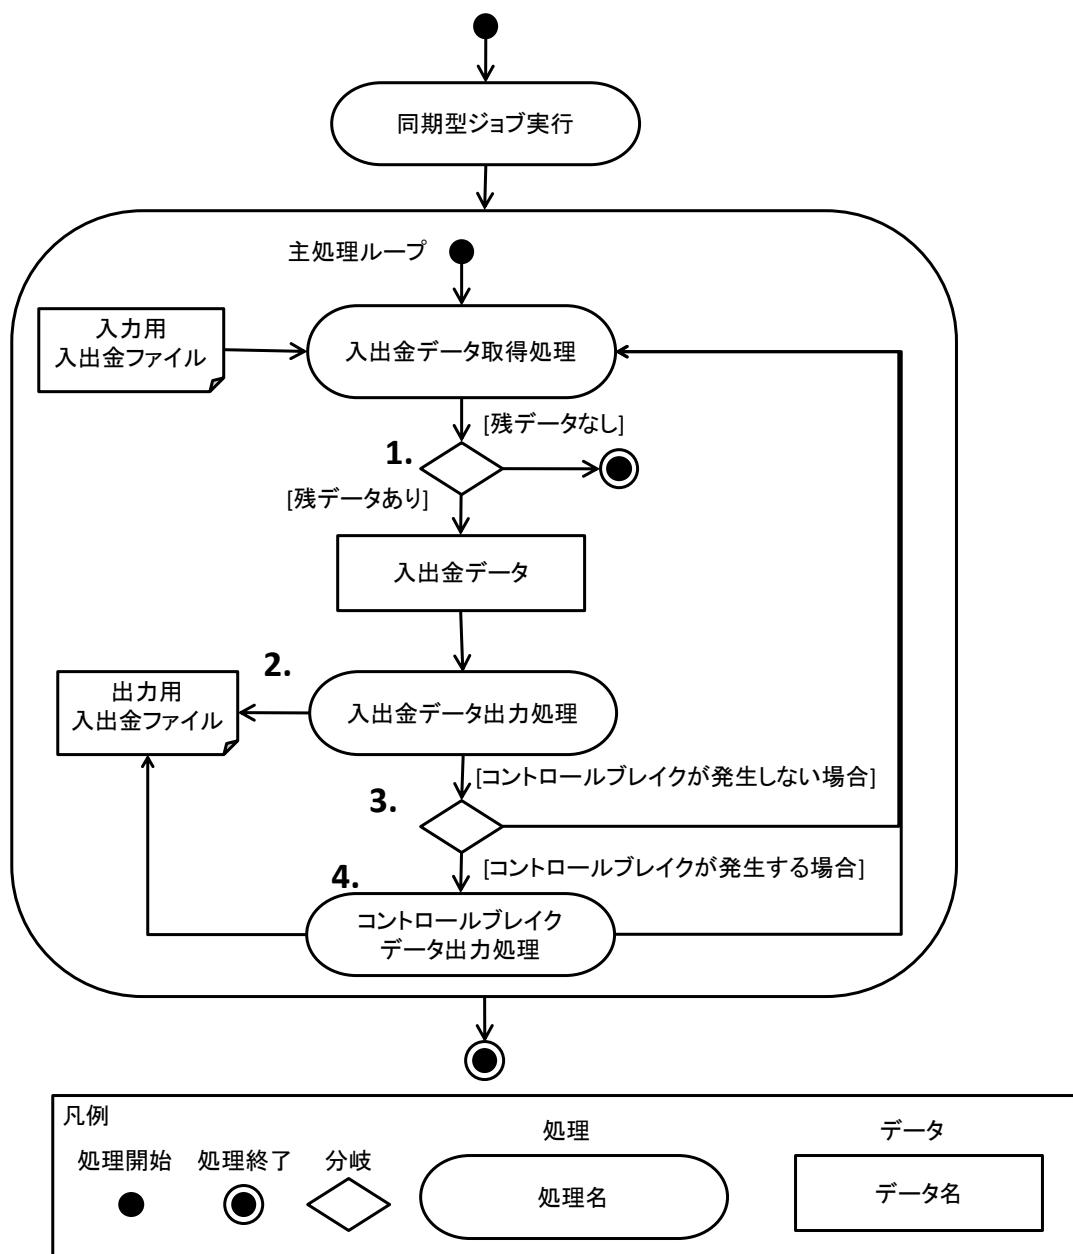 同期型ジョブ実行
主処理ループ
入力用
入出金ファイル
入出金データ取得処理
[残データなし]
1.
[残データあり]
入出金データ
2.
出力用
入出金ファイル
入出金データ出力処理
[コントロールブレイクが発生しない場合]
3.
[コントロールブレイクが発生する場合]
4.
コントロールブレイク
データ出力処理
凡例
処理開始
処理終了
分岐
処理
処理名
データ
データ名